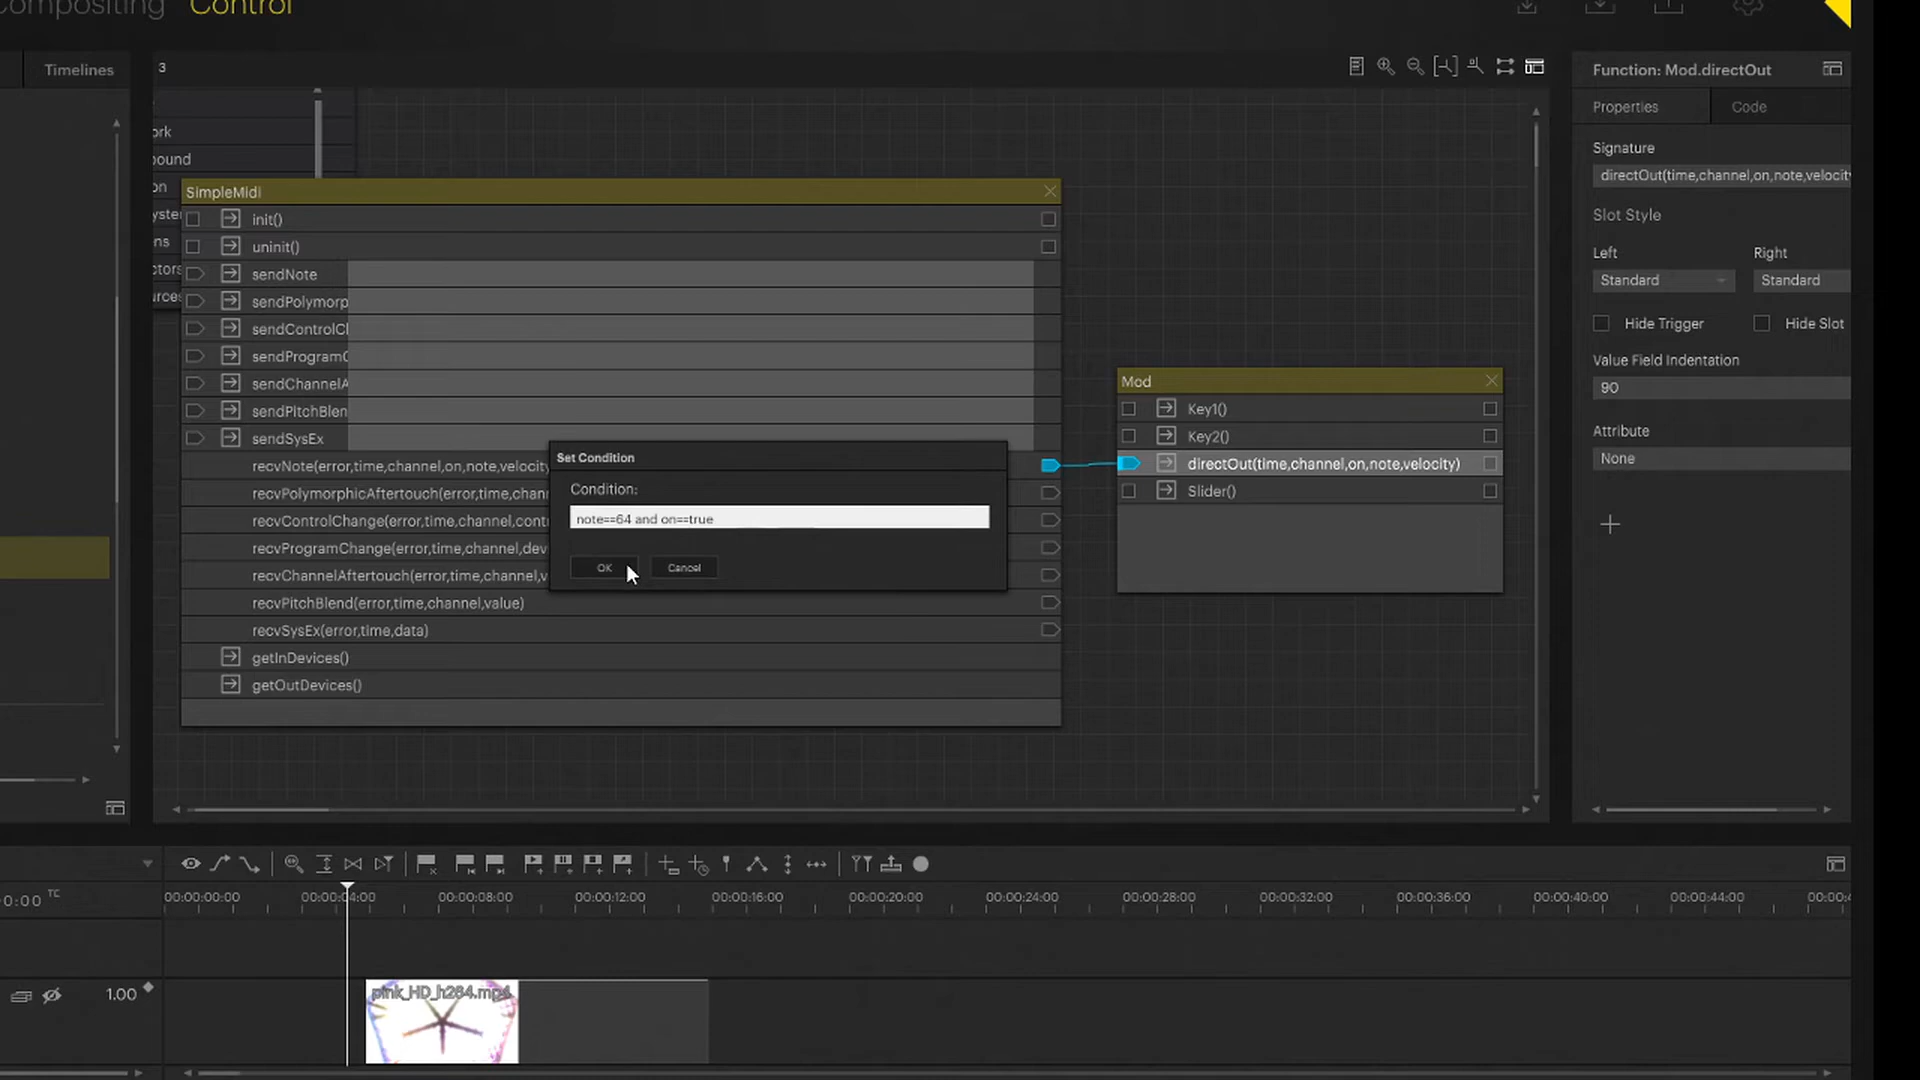 Compositing Control
Timelines
3
ork
ound
on
yste
ns
ctors
urces
SimpleMidi
init()
uninit()
sendNote
sendPolymorp
sendControlCl
sendProgramC
sendChannelA
sendPitchBlen
sendSysEx
recvNote(error,time,channel,on,note,velocity
recvPolymorphicAftertouch(error,time,chann
recvControlChange(error,time,channel,cont
recvProgramChange(error,time,channel,dev
recvChannelAftertouch(error,time,channel,v
recvPitchBlend(error,time,channel,value)
recvSysEx(error,time,data)
getInDevices()
getOutDevices()
Set Condition
Condition:
note==64 and on==true
OK
Cancel
Mod
Key1()
Key2()
directOut(time,channel,on,note,velocity)
Slider()
Function: Mod.directOut
Properties
Code
Signature
directOut(time,channel,on,note,velocity
Slot Style
Left
Right
Standard
Standard
Hide Trigger
Hide Slot
Value Field Indentation
90
Attribute
None
0:00 TC
00:00:00:00
00:00:04:00
00:00:08:00
00:00:12:00
00:00:16:00
00:00:20:00
00:00:24:00
00:00:28:00
00:00:32:00
00:00:36:00
00:00:40:00
00:00:44:00
00:00:4
1.00
pink_HD_h264.mp4